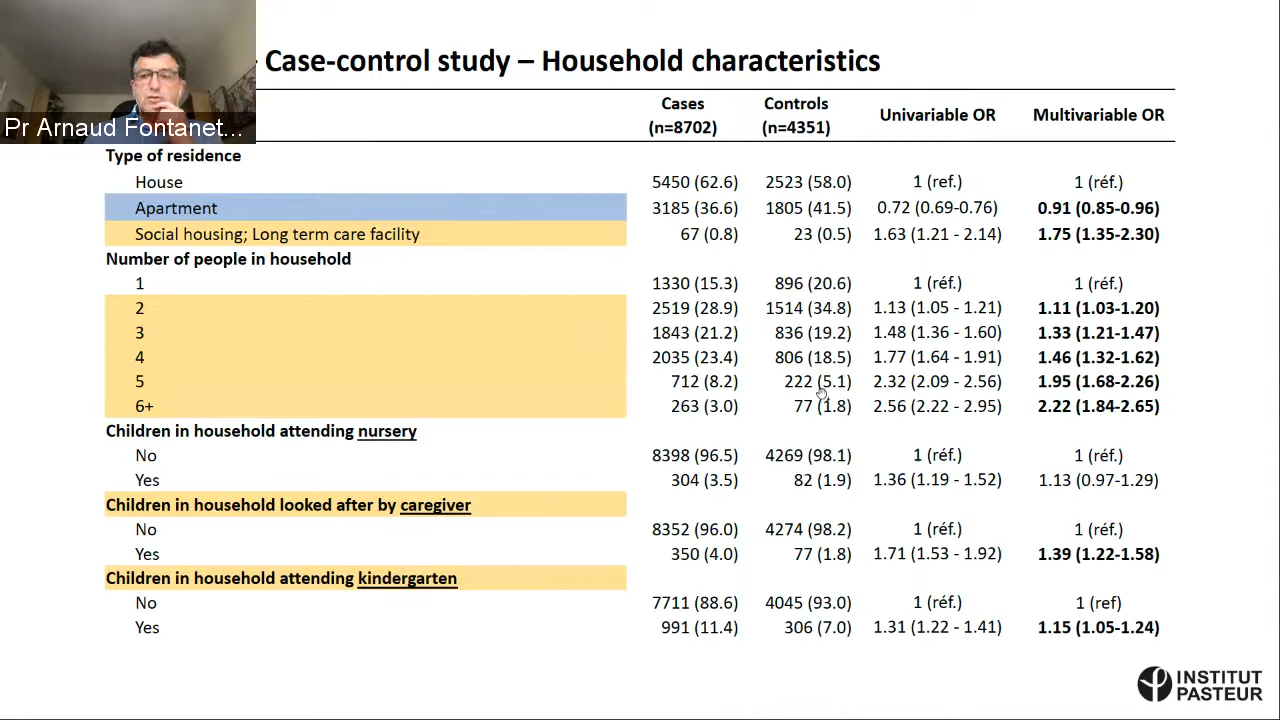 - Case-control study – Household characteristics
Pr Arnaud Fontanet...
Cases (n=8702) Controls (n=4351) Univariable OR Multivariable OR
Type of residence
House 5450 (62.6) 2523 (58.0) 1 (ref.) 1 (réf.)
Apartment 3185 (36.6) 1805 (41.5) 0.72 (0.69-0.76) 0.91 (0.85-0.96)
Social housing; Long term care facility 67 (0.8) 23 (0.5) 1.63 (1.21 - 2.14) 1.75 (1.35-2.30)
Number of people in household
1 1330 (15.3) 896 (20.6) 1 (réf.) 1 (réf.)
2 2519 (28.9) 1514 (34.8) 1.13 (1.05 - 1.21) 1.11 (1.03-1.20)
3 1843 (21.2) 836 (19.2) 1.48 (1.36 - 1.60) 1.33 (1.21-1.47)
4 2035 (23.4) 806 (18.5) 1.77 (1.64 - 1.91) 1.46 (1.32-1.62)
5 712 (8.2) 222 (5.1) 2.32 (2.09 - 2.56) 1.95 (1.68-2.26)
6+ 263 (3.0) 77 (1.8) 2.56 (2.22 - 2.95) 2.22 (1.84-2.65)
Children in household attending nursery
No 8398 (96.5) 4269 (98.1) 1 (réf.) 1 (réf.)
Yes 304 (3.5) 82 (1.9) 1.36 (1.19 - 1.52) 1.13 (0.97-1.29)
Children in household looked after by caregiver
No 8352 (96.0) 4274 (98.2) 1 (réf.) 1 (réf.)
Yes 350 (4.0) 77 (1.8) 1.71 (1.53 - 1.92) 1.39 (1.22-1.58)
Children in household attending kindergarten
No 7711 (88.6) 4045 (93.0) 1 (réf.) 1 (ref)
Yes 991 (11.4) 306 (7.0) 1.31 (1.22 - 1.41) 1.15 (1.05-1.24)
INSTITUT
PASTEUR